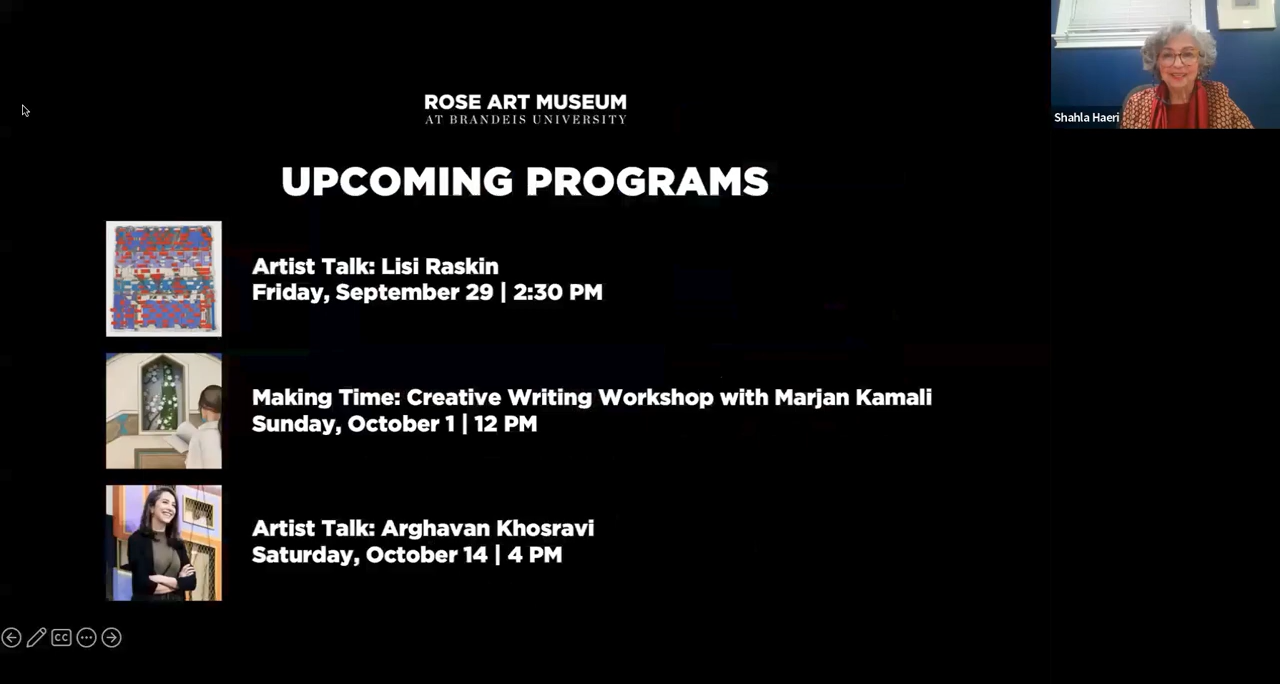 ROSE ART MUSEUM
AT BRANDEIS UNIVERSITY
UPCOMING PROGRAMS
Artist Talk: Lisi Raskin
Friday, September 29 | 2:30 PM
Making Time: Creative Writing Workshop with Marjan Kamali
Sunday, October 1 | 12 PM
Artist Talk: Arghavan Khosravi
Saturday, October 14 | 4 PM
Shahla Haeri
CC